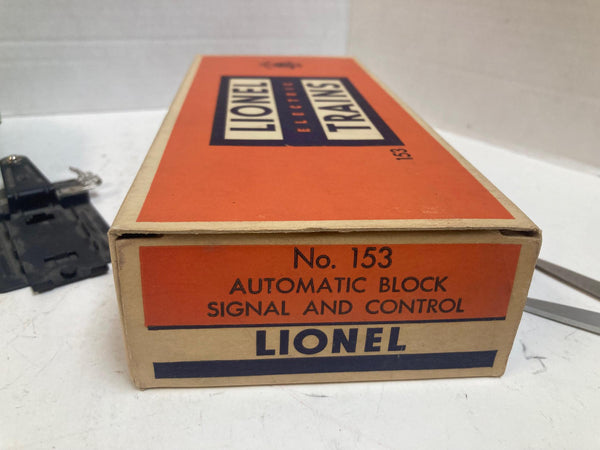 LIONEL
ELECTRIC
TRAINS
153
No. 153
AUTOMATIC BLOCK
SIGNAL AND CONTROL
LIONEL